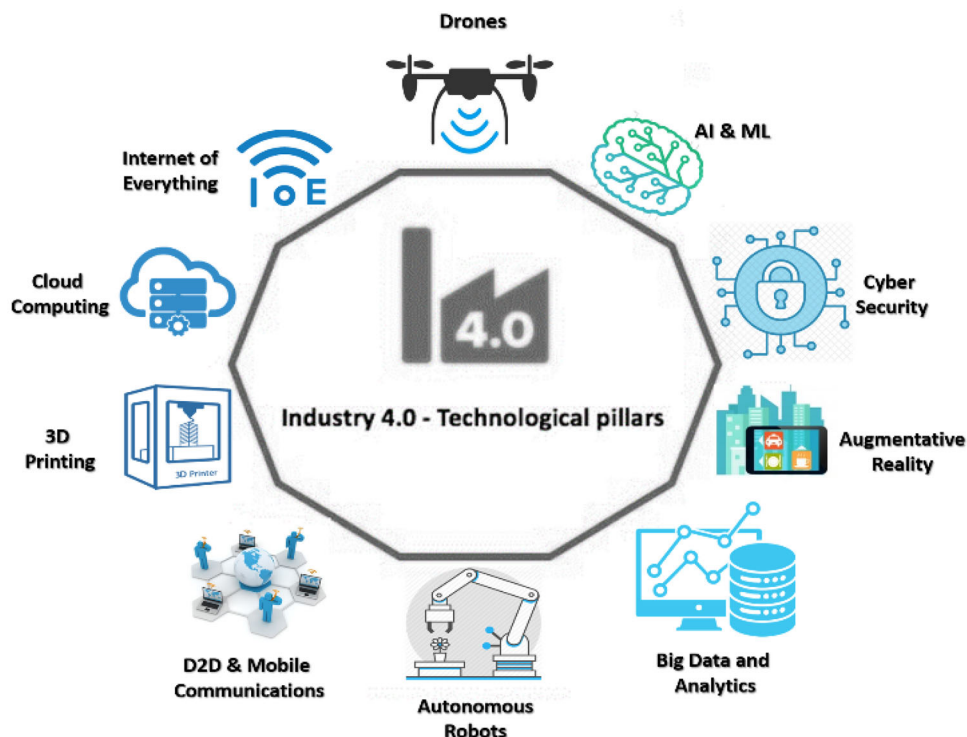 Drones
AI & ML
Internet of
Everything
I o E
Cloud
Computing
Cyber
Security
4.0
Industry 4.0 - Technological pillars
3D
Printing
3D Printer
Augmentative
Reality
D2D & Mobile
Communications
Autonomous
Robots
Big Data and
Analytics